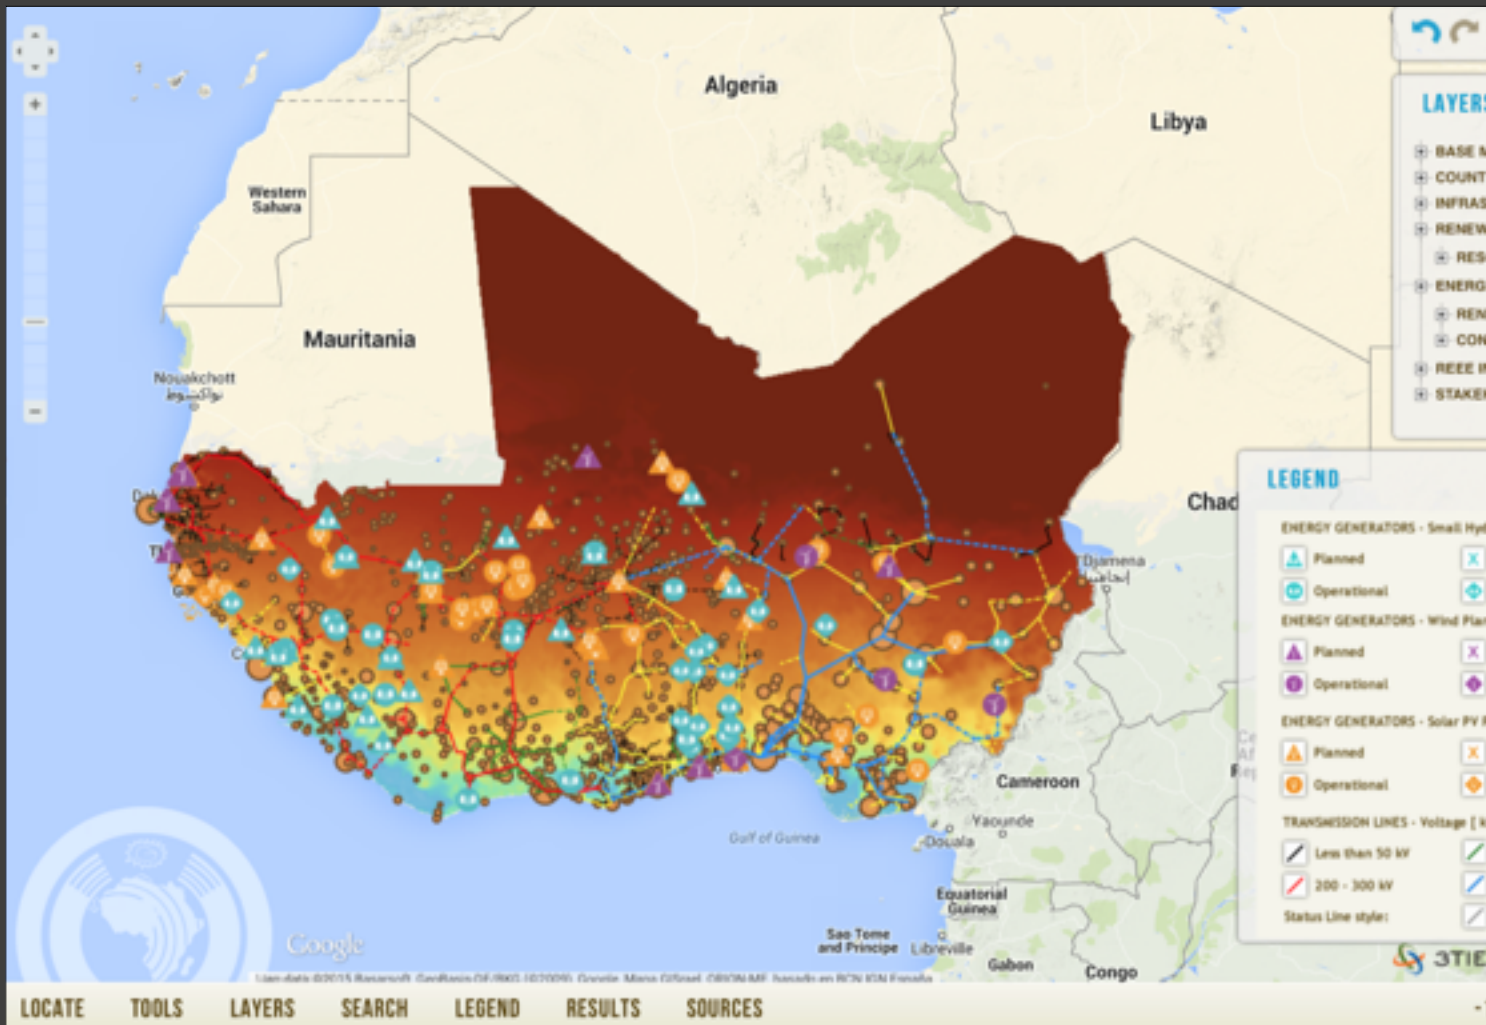 Algeria
Libya
Western
Sahara
Mauritania
Nouakchott
نواكشوط
Chad
Djamena
إنجامينا
Cameroon
Yaounde
Douala
Gulf of Guinea
Equatorial
Guinea
Sao Tome
and Principe
Libreville
Gabon
Congo
Google
LAYERS
BASE M
COUNT
INFRAS
RENEW
RES
ENERG
REN
CON
REEE IN
STAKE
LEGEND
ENERGY GENERATORS - Small Hyd
Planned
Operational
ENERGY GENERATORS - Wind Plan
Planned
Operational
ENERGY GENERATORS - Solar PV P
Planned
Operational
TRANSMISSION LINES - Voltage [ k
Less than 50 kV
200 - 300 kV
Status Line style:
3TIE
LOCATE TOOLS LAYERS SEARCH LEGEND RESULTS SOURCES